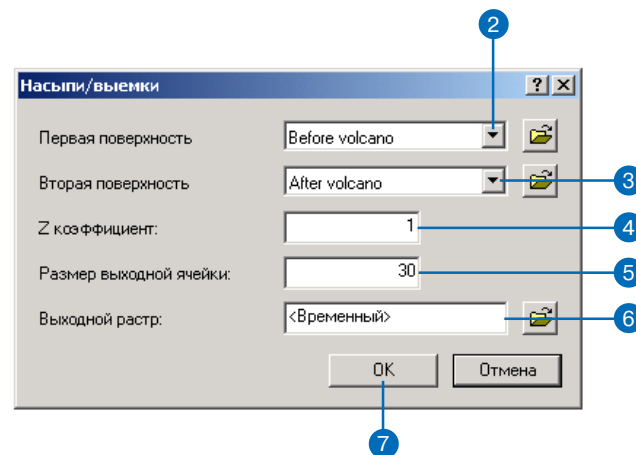 2
Насыпи/выемки
Первая поверхность Before volcano
Вторая поверхность After volcano 3
Z коэффициент: 1 4
Размер выходной ячейки: 30 5
Выходной растр: <Временный> 6
OK Отмена
7